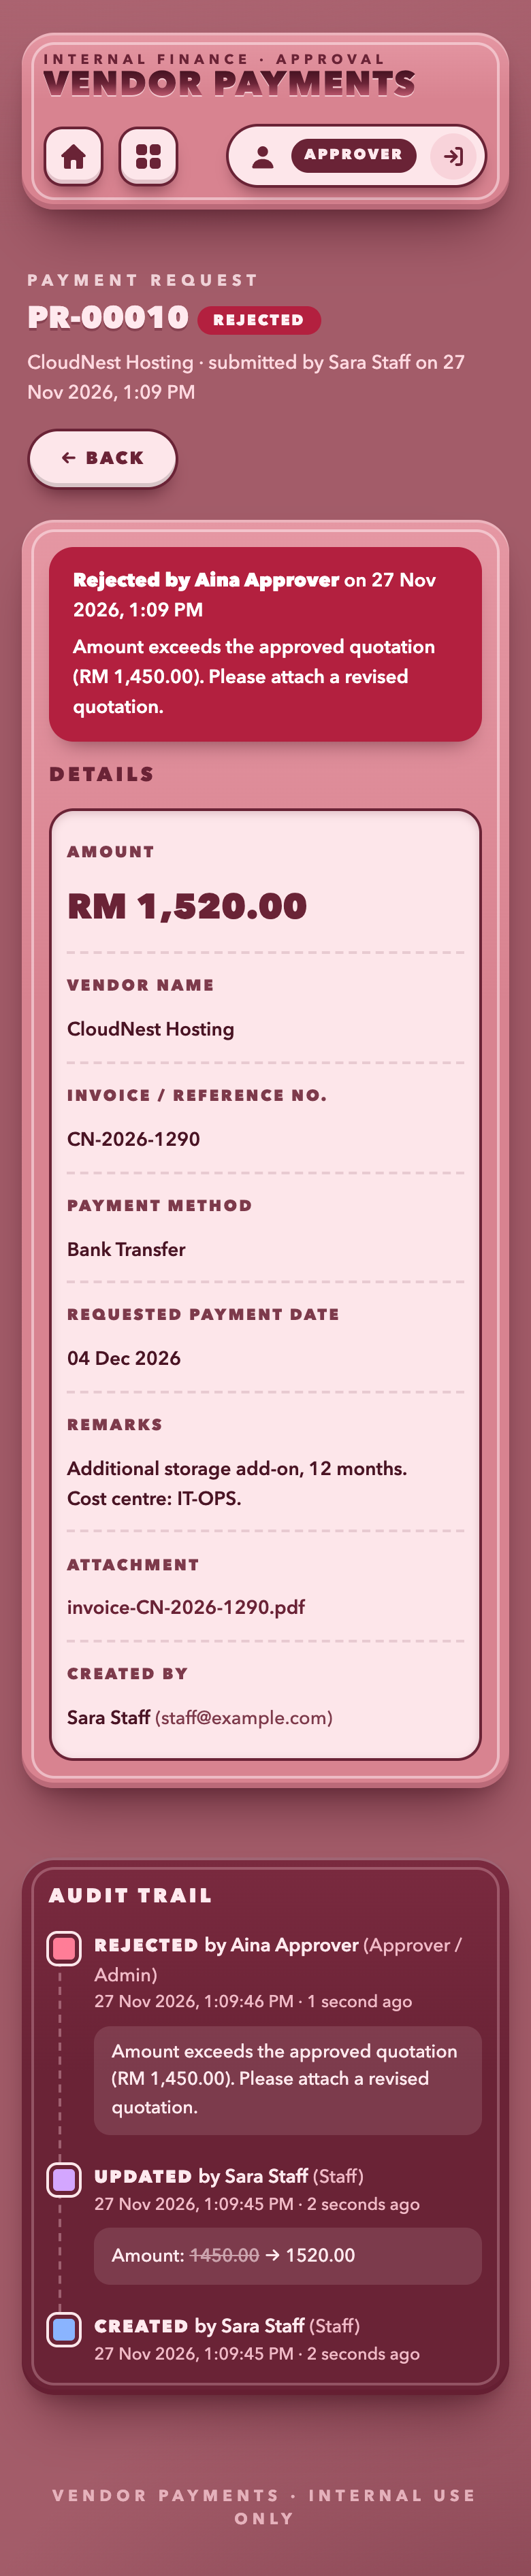 INTERNAL FINANCE · APPROVAL
VENDOR PAYMENTS
APPROVER
PAYMENT REQUEST
PR-00010 REJECTED
CloudNest Hosting · submitted by Sara Staff on 27
Nov 2026, 1:09 PM
← BACK
Rejected by Aina Approver on 27 Nov
2026, 1:09 PM
Amount exceeds the approved quotation
(RM 1,450.00). Please attach a revised
quotation.
DETAILS
AMOUNT
RM 1,520.00
VENDOR NAME
CloudNest Hosting
INVOICE / REFERENCE NO.
CN-2026-1290
PAYMENT METHOD
Bank Transfer
REQUESTED PAYMENT DATE
04 Dec 2026
REMARKS
Additional storage add-on, 12 months.
Cost centre: IT-OPS.
ATTACHMENT
invoice-CN-2026-1290.pdf
CREATED BY
Sara Staff (staff@example.com)
AUDIT TRAIL
REJECTED by Aina Approver (Approver /
Admin)
27 Nov 2026, 1:09:46 PM · 1 second ago
Amount exceeds the approved quotation
(RM 1,450.00). Please attach a revised
quotation.
UPDATED by Sara Staff (Staff)
27 Nov 2026, 1:09:45 PM · 2 seconds ago
Amount: 1450.00 → 1520.00
CREATED by Sara Staff (Staff)
27 Nov 2026, 1:09:45 PM · 2 seconds ago
VENDOR PAYMENTS · INTERNAL USE
ONLY